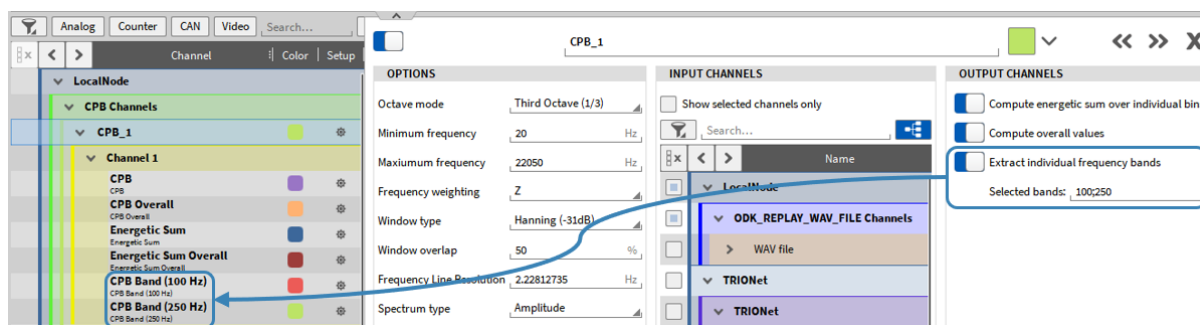 Analog Counter CAN Video Search...
Channel Color Setup
LocalNode
CPB Channels
CPB_1
Channel 1
CPB
CPB
CPB Overall
CPB Overall
Energetic Sum
Energetic Sum
Energetic Sum Overall
Energetic Sum Overall
CPB Band (100 Hz)
CPB Band (100 Hz)
CPB Band (250 Hz)
CPB Band (250 Hz)
CPB_1
OPTIONS
Octave mode Third Octave (1/3)
Minimum frequency 20 Hz
Maxiumum frequency 22050 Hz
Frequency weighting Z
Window type Hanning (-31dB)
Window overlap 50 %
Frequency Line Resolution 2.22812735 Hz
Spectrum type Amplitude
INPUT CHANNELS
Show selected channels only
Search...
Name
LocalNode
ODK_REPLAY_WAV_FILE Channels
WAV file
TRIONet
TRIONet
OUTPUT CHANNELS
Compute energetic sum over individual bin
Compute overall values
Extract individual frequency bands
Selected bands: 100;250